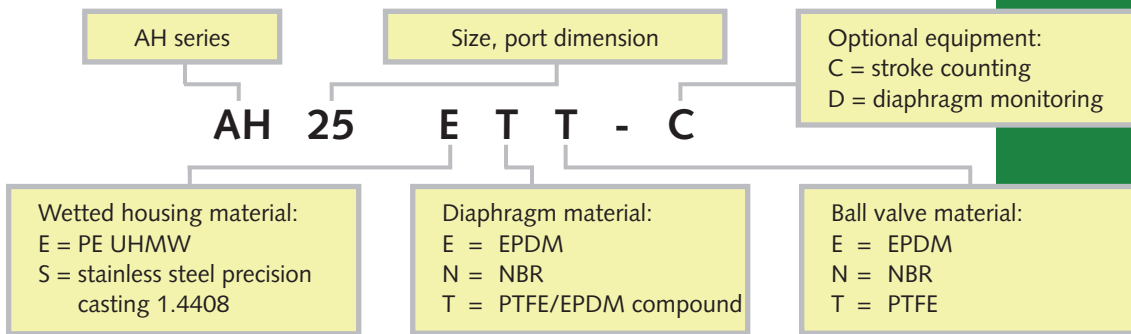 AH series
Size, port dimension
Optional equipment:
C = stroke counting
D = diaphragm monitoring
AH 25 E T T - C
Wetted housing material:
E = PE UHMW
S = stainless steel precision
casting 1.4408
Diaphragm material:
E = EPDM
N = NBR
T = PTFE/EPDM compound
Ball valve material:
E = EPDM
N = NBR
T = PTFE